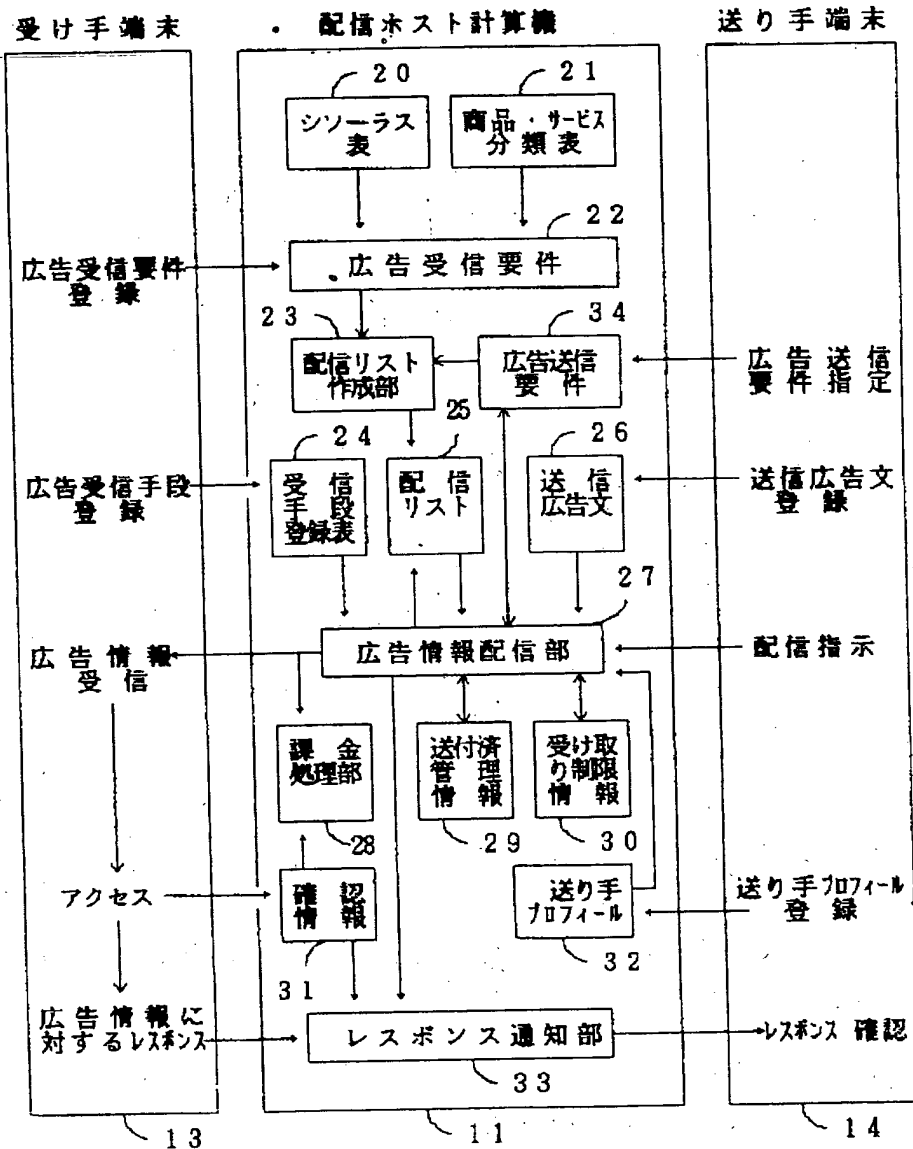 受け手端末
配信ホスト計算機
送り手端末
20
21
シソーラス
表
商品・サービス
分類表
22
広告受信要件
広告受信要件
登録
23
34
配信リスト
作成部
広告送信
要件
広告送信
要件指定
24
25
26
広告受信手段
登録
受信
手段
登録表
配信
リスト
送信
広告文
送信広告文
登録
27
広告情報
受信
広告情報配信部
配信指示
課金
処理部
送付済
管理
情報
受け取
り制限
情報
28
29
30
アクセス
確認
情報
送り手
プロフィール
送り手プロフィール
登録
31
32
広告情報に
対するレスポンス
レスポンス通知部
レスポンス確認
33
13
11
14